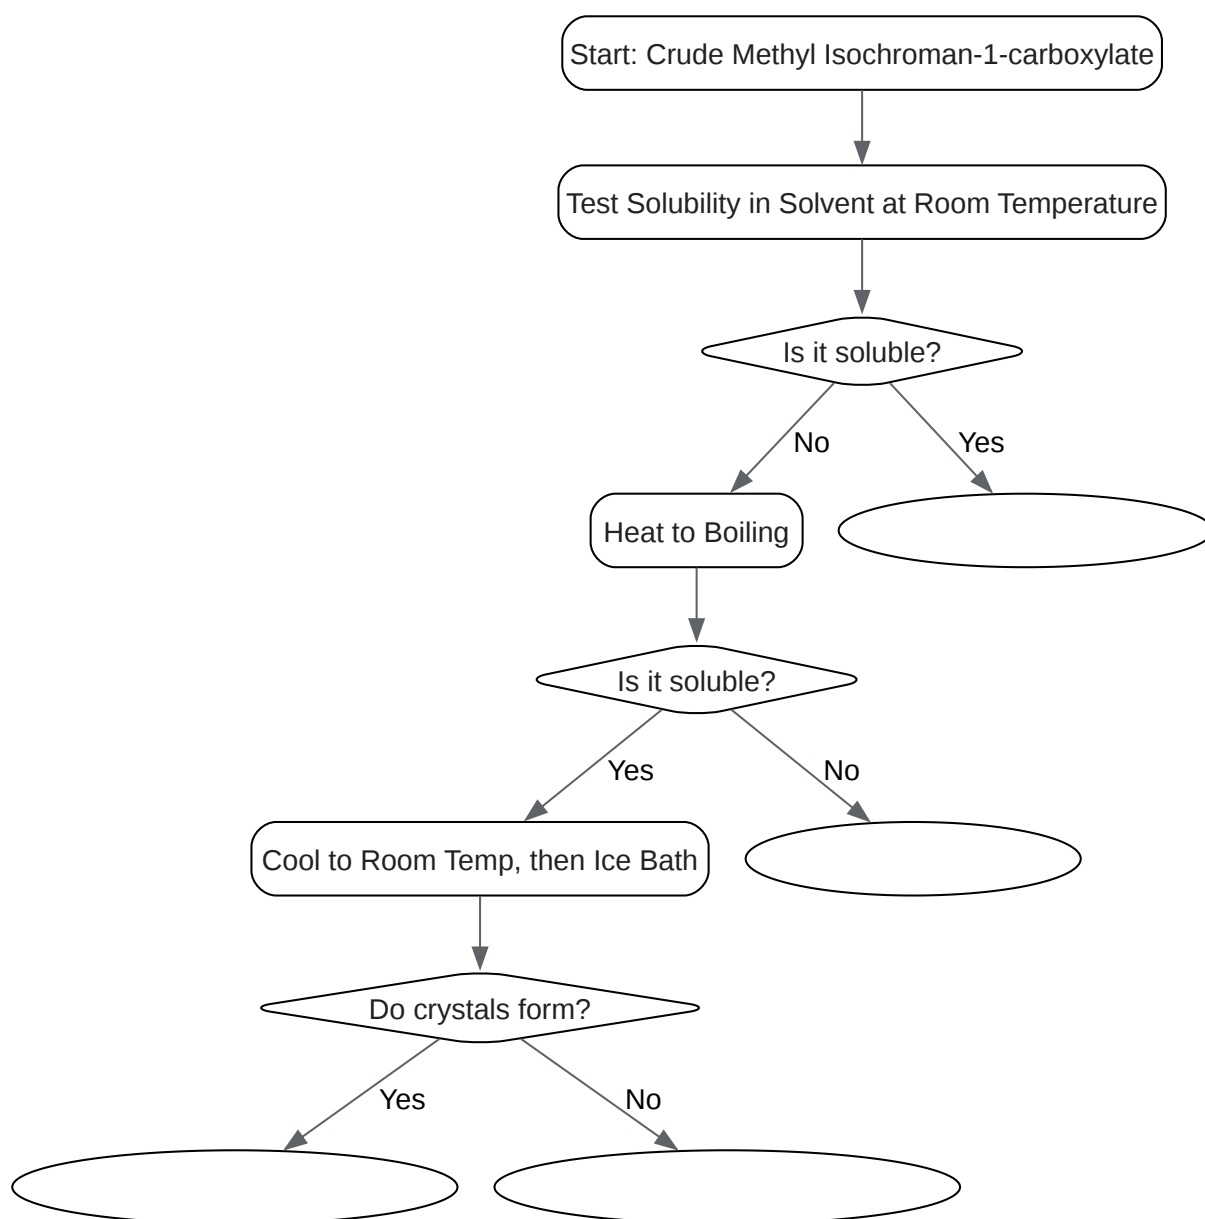 Start: Crude Methyl Isochroman-1-carboxylate
Test Solubility in Solvent at Room Temperature
Is it soluble?
No
Yes
Heat to Boiling
Is it soluble?
Yes
No
Cool to Room Temp, then Ice Bath
Do crystals form?
Yes
No